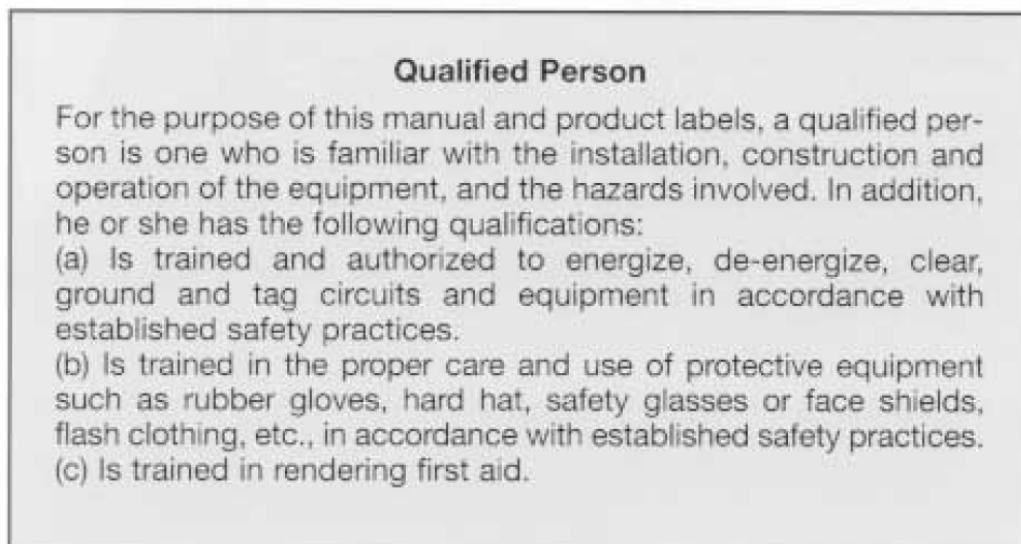 Qualified Person
For the purpose of this manual and product labels, a qualified per-
son is one who is familiar with the installation, construction and
operation of the equipment, and the hazards involved. In addition,
he or she has the following qualifications:
(a) Is trained and authorized to energize, de-energize, clear,
ground and tag circuits and equipment in accordance with
established safety practices.
(b) Is trained in the proper care and use of protective equipment
such as rubber gloves, hard hat, safety glasses or face shields,
flash clothing, etc., in accordance with established safety practices.
(c) Is trained in rendering first aid.